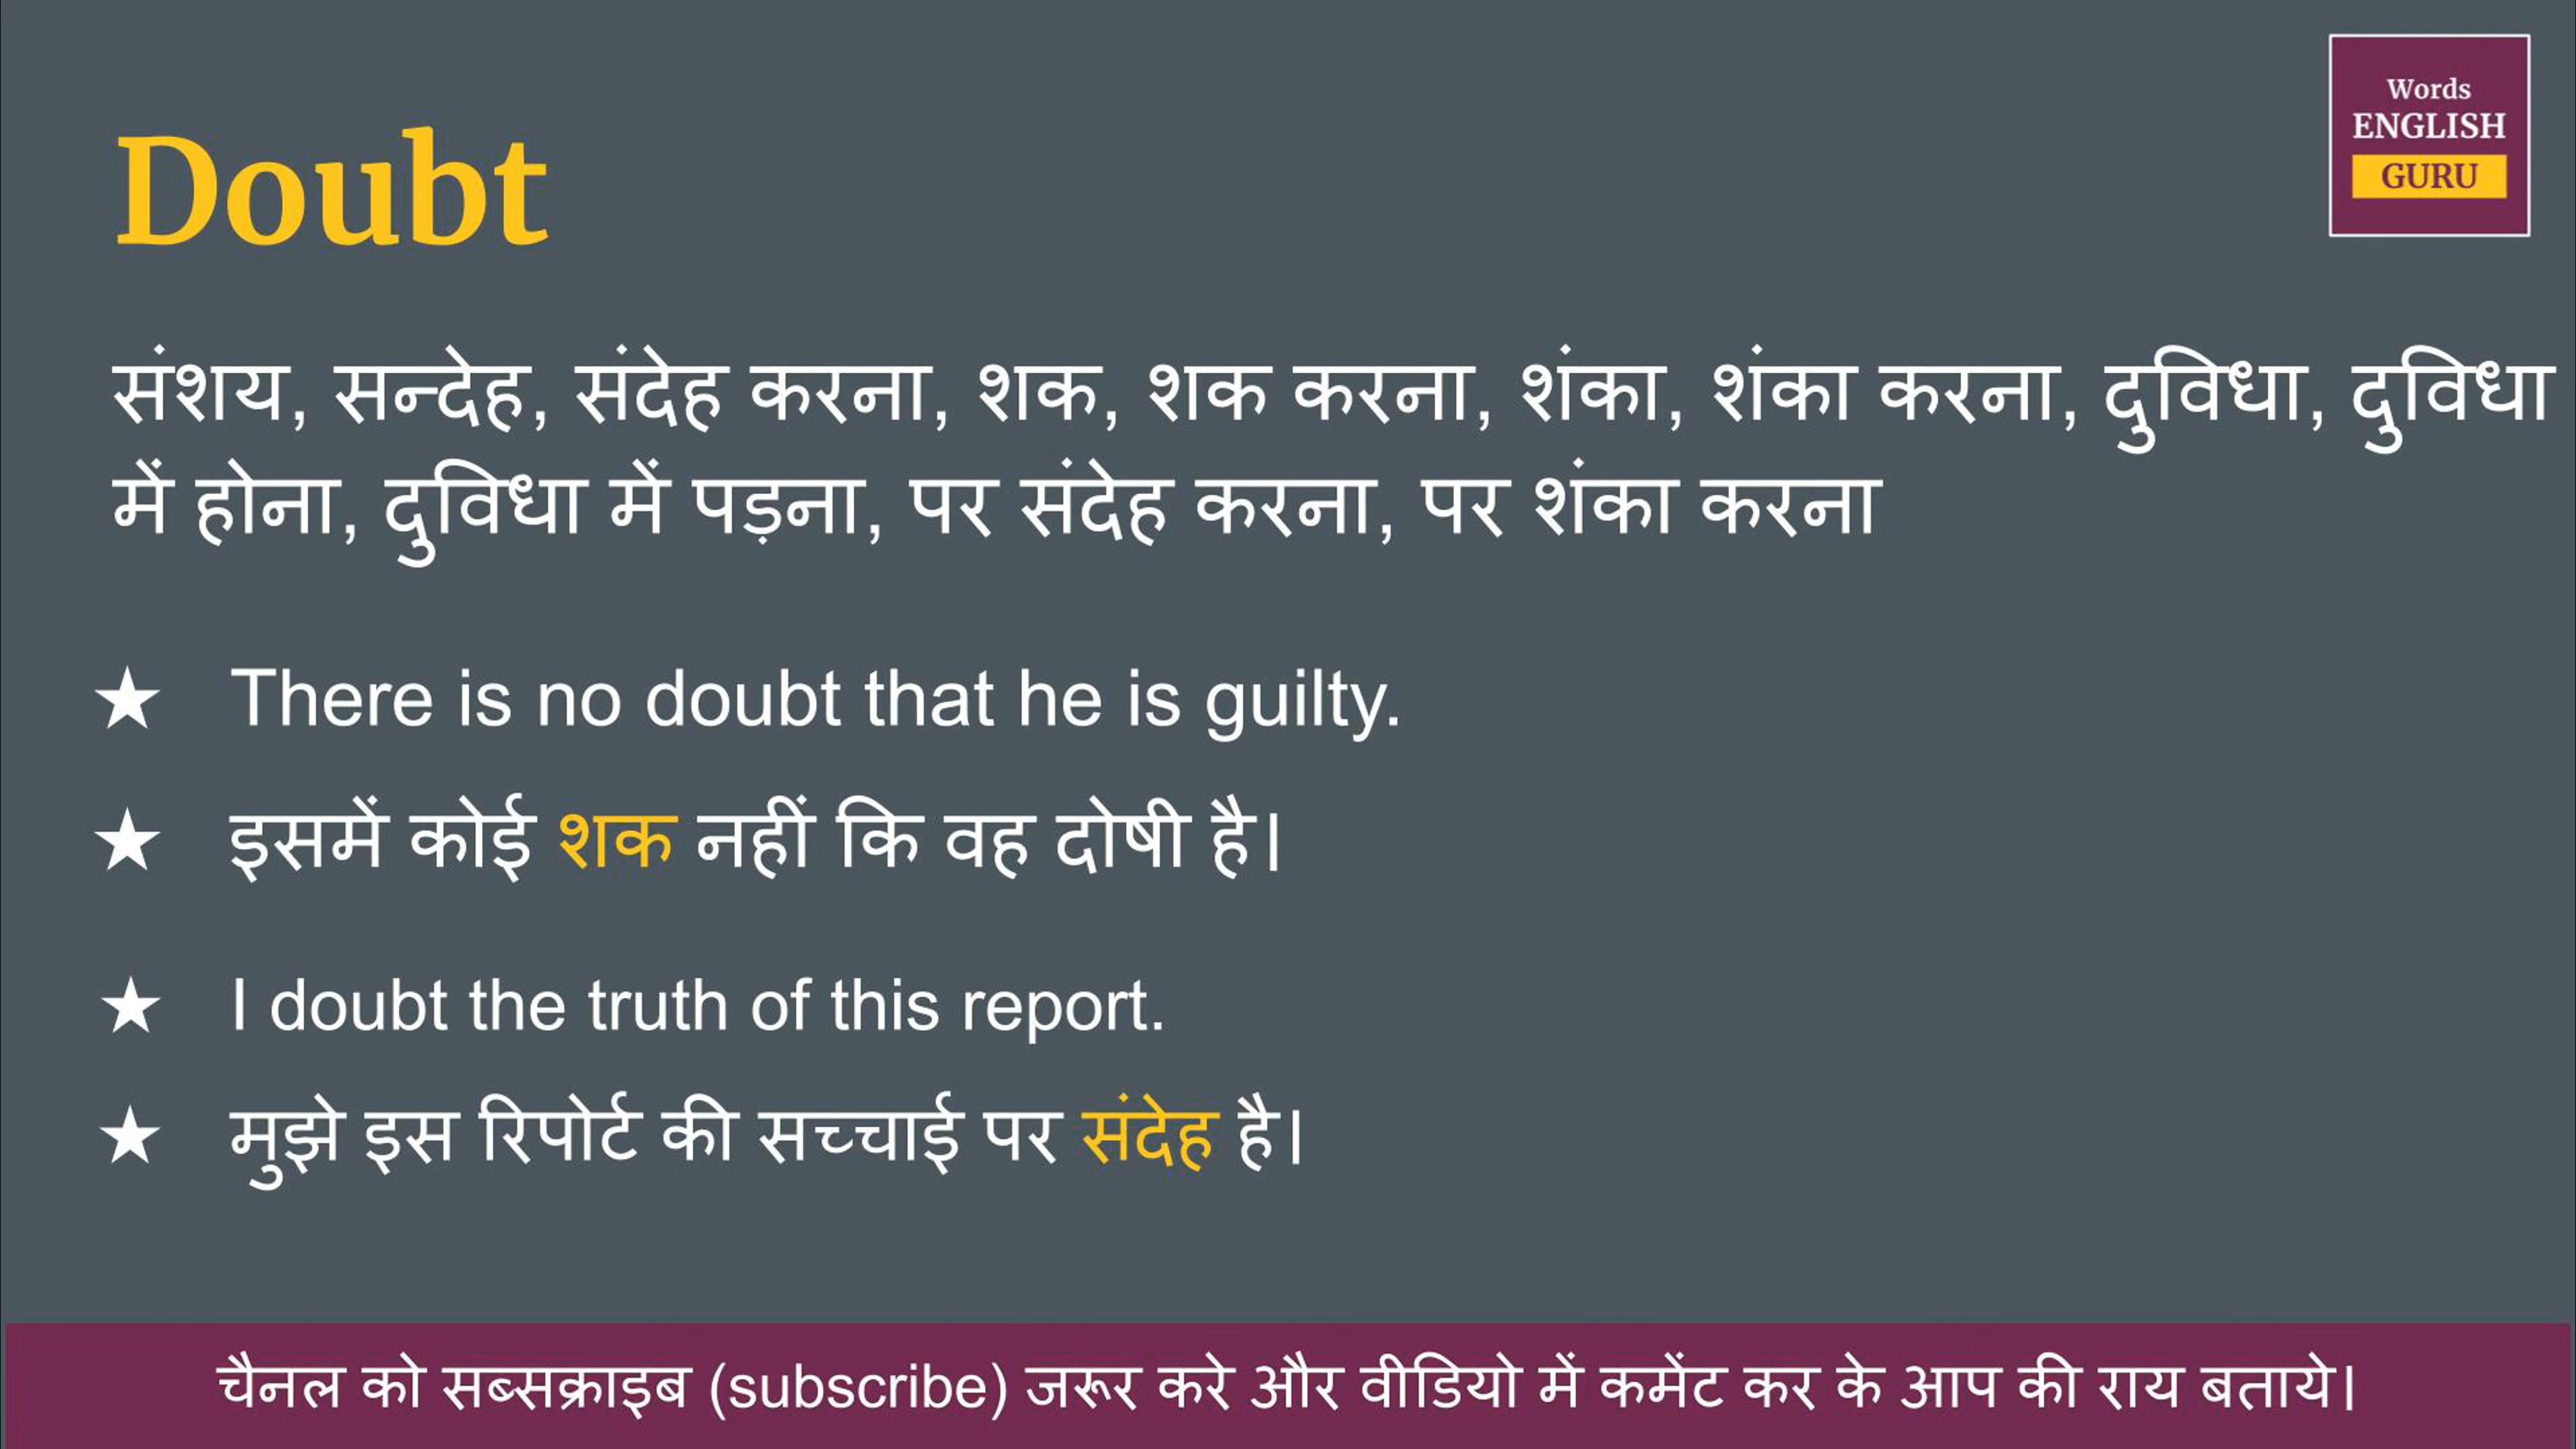 Words
ENGLISH
GURU
Doubt
संशय, सन्देह, संदेह करना, शक, शक करना, शंका, शंका करना, दुविधा, दुविधा
में होना, दुविधा में पड़ना, पर संदेह करना, पर शंका करना
★ There is no doubt that he is guilty.
★ इसमें कोई शक नहीं कि वह दोषी है।
★ I doubt the truth of this report.
★ मुझे इस रिपोर्ट की सच्चाई पर संदेह है।
चैनल को सब्सक्राइब (subscribe) जरूर करे और वीडियो में कमेंट कर के आप की राय बताये।